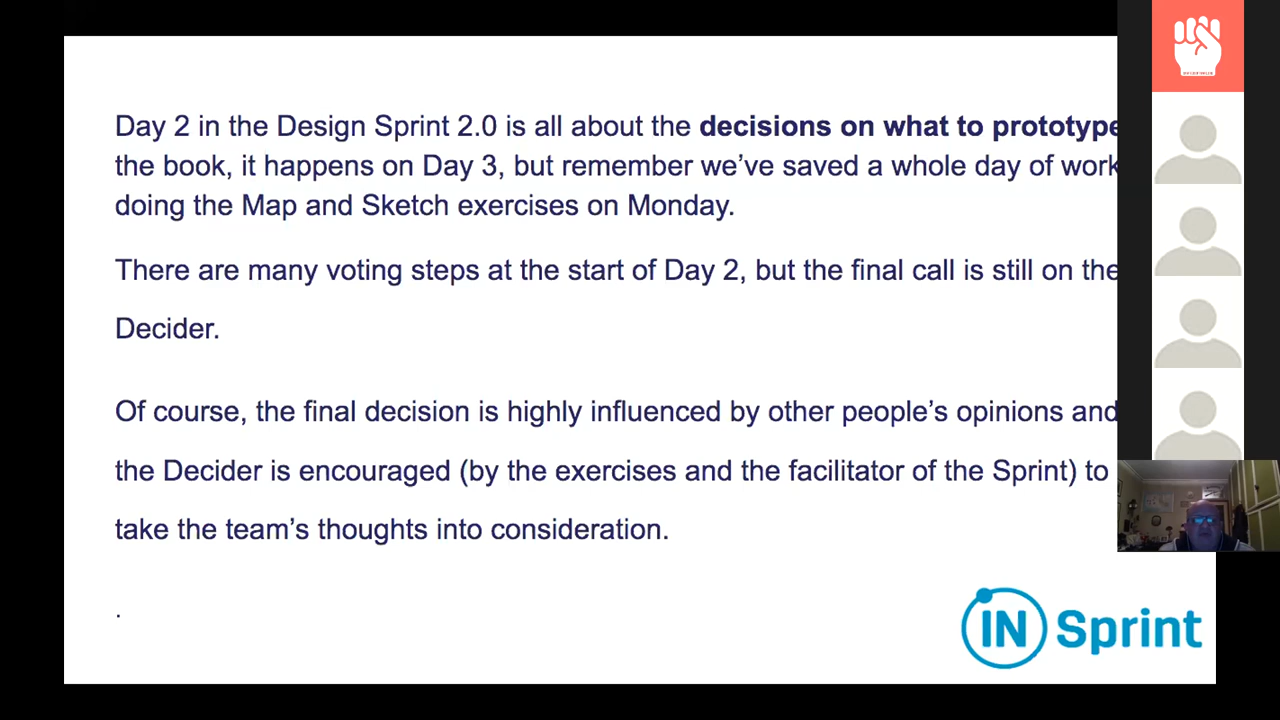 Day 2 in the Design Sprint 2.0 is all about the decisions on what to prototype
the book, it happens on Day 3, but remember we’ve saved a whole day of work
doing the Map and Sketch exercises on Monday.
There are many voting steps at the start of Day 2, but the final call is still on the
Decider.
Of course, the final decision is highly influenced by other people’s opinions and
the Decider is encouraged (by the exercises and the facilitator of the Sprint) to
take the team’s thoughts into consideration.
.
IN Sprint